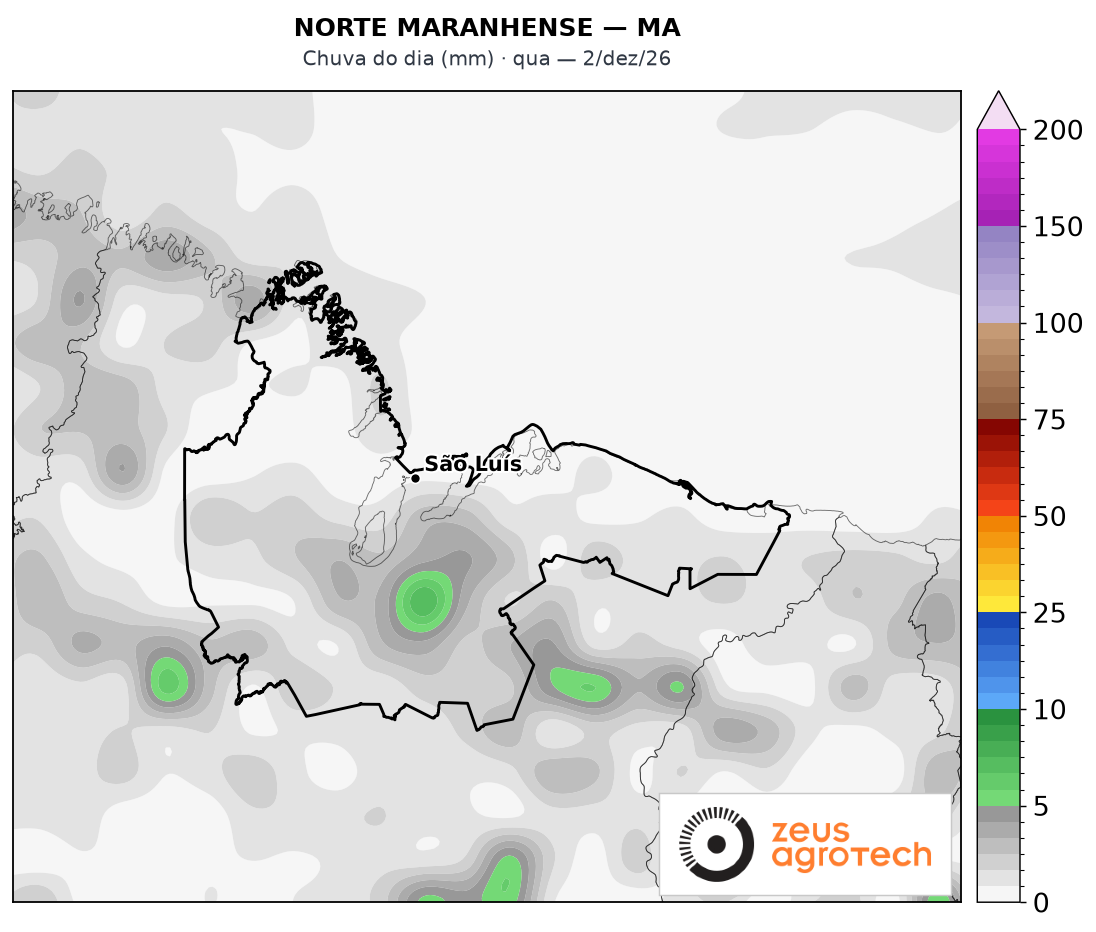 NORTE MARANHENSE — MA
Chuva do dia (mm) · qua — 2/dez/26
São Luís
200
150
100
75
50
25
10
5
0
zeus
agrotech